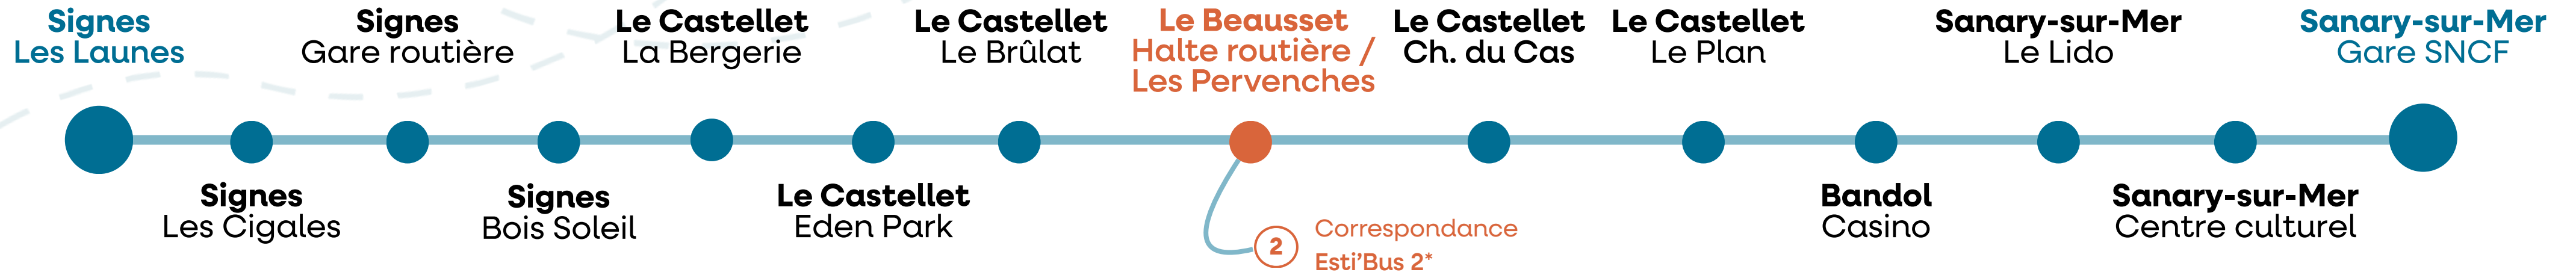 Signes
Les Launes
Signes
Les Cigales
Signes
Gare routière
Signes
Bois Soleil
Le Castellet
La Bergerie
Le Castellet
Eden Park
Le Castellet
Le Brûlat
Le Beausset
Halte routière /
Les Pervenches
2
Correspondance
Esti'Bus 2*
Le Castellet
Ch. du Cas
Le Castellet
Le Plan
Bandol
Casino
Sanary-sur-Mer
Le Lido
Sanary-sur-Mer
Centre culturel
Sanary-sur-Mer
Gare SNCF